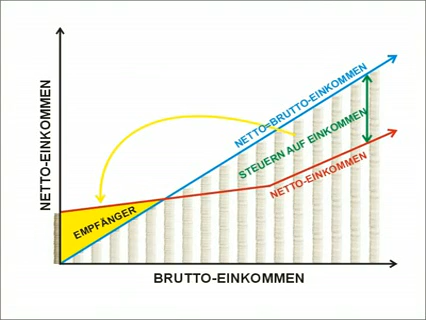 NETTO-EINKOMMEN
NETTO=BRUTTO-EINKOMMEN
STEUERN AUF EINKOMMEN
NETTO-EINKOMMEN
EMPFÄNGER
BRUTTO-EINKOMMEN